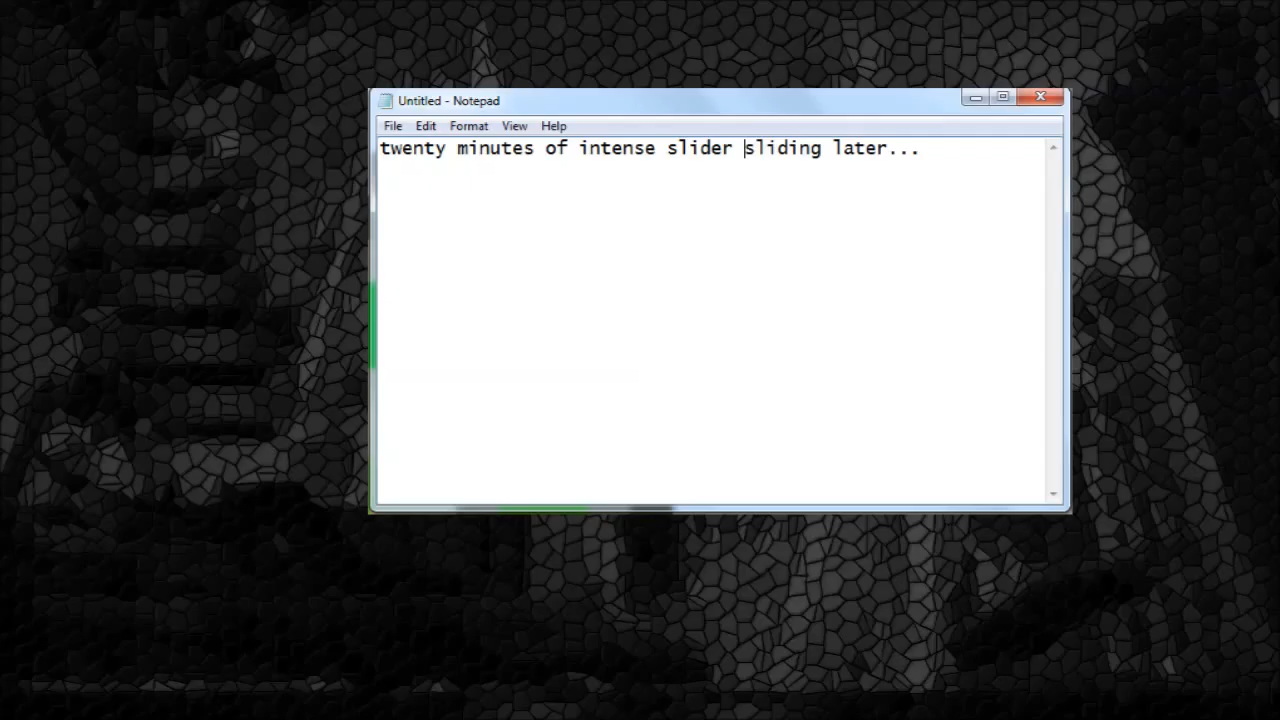 Untitled - Notepad
File Edit Format View Help
twenty minutes of intense slider sliding later...